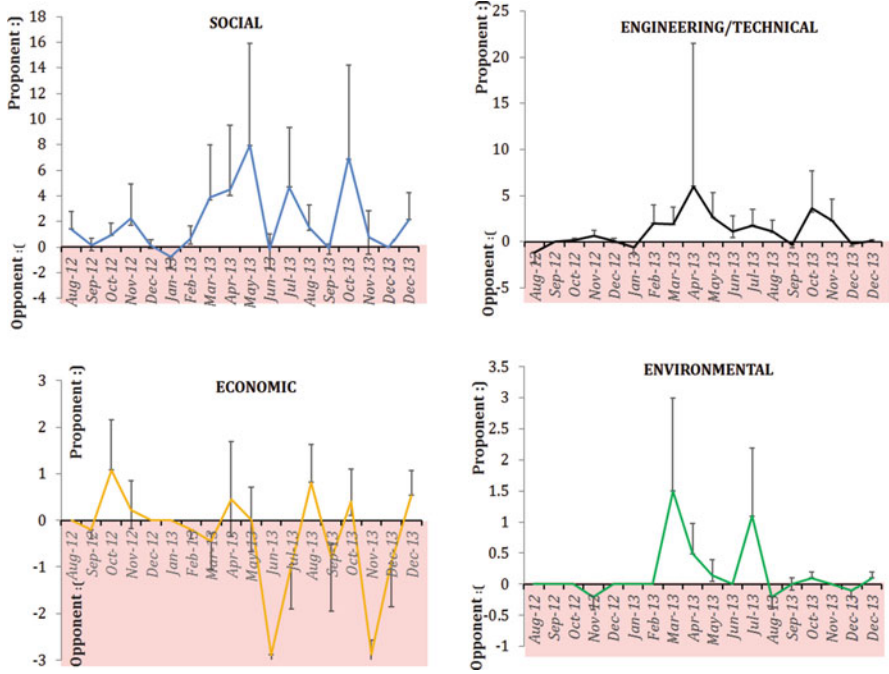 SOCIAL
Proponent :)
Opponent :(
18
16
14
12
10
8
6
4
2
0
-2
-4
Aug-12
Sep-12
Oct-12
Nov-12
Dec-12
Jan-13
Feb-13
Mar-13
Apr-13
May-13
Jun-13
Jul-13
Aug-13
Sep-13
Oct-13
Nov-13
Dec-13
Dec-13
ENGINEERING/TECHNICAL
Proponent :)
Opponent :(
25
20
15
10
5
0
-5
Aug-12
Sep-12
Oct-12
Nov-12
Dec-12
Jan-13
Feb-13
Mar-13
Apr-13
May-13
Jun-13
Jul-13
Aug-13
Sep-13
Oct-13
Nov-13
Dec-13
Dec-13
ECONOMIC
Proponent :)
Opponent :(
3
2
1
0
-1
-2
-3
Aug-12
Sep-12
Oct-12
Nov-12
Dec-12
Jan-13
Feb-13
Mar-13
Apr-13
May-13
Jun-13
Jul-13
Aug-13
Sep-13
Oct-13
Nov-13
Dec-13
Dec-13
ENVIRONMENTAL
Proponent :)
Opponent :(
3.5
3
2.5
2
1.5
1
0.5
0
-0.5
-1
Aug-12
Sep-12
Oct-12
Nov-12
Dec-12
Jan-13
Feb-13
Mar-13
Apr-13
May-13
Jun-13
Jul-13
Aug-13
Sep-13
Oct-13
Nov-13
Dec-13
Dec-13